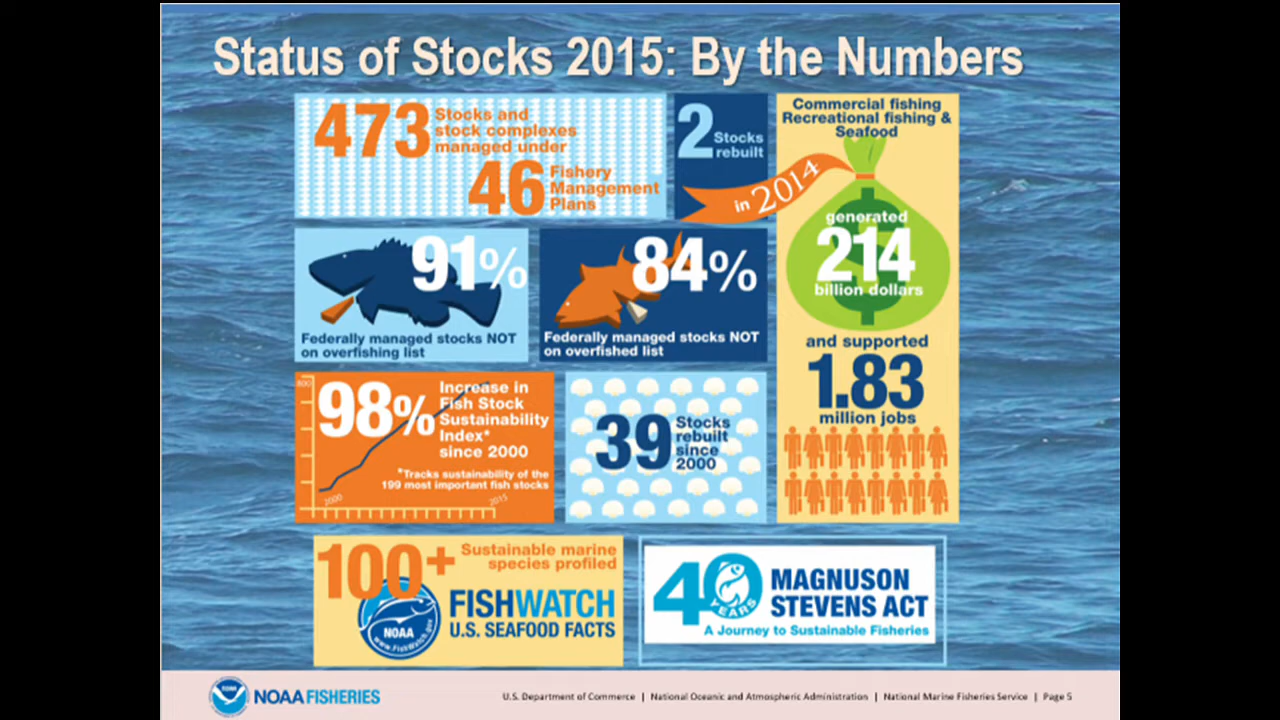 Status of Stocks 2015: By the Numbers
473 Stocks and
stock complexes
managed under
46 Fishery
Management
Plans
2 Stocks
rebuilt
in 2014
Commercial fishing
Recreational fishing &
Seafood
generated
214
billion dollars
and supported
1.83
million jobs
91%
Federally managed stocks NOT
on overfishing list
84%
Federally managed stocks NOT
on overfished list
800
98% Increase in
Fish Stock
Sustainability
Index*
since 2000
*Tracks sustainability of the
199 most important fish stocks
2000
2015
39 Stocks
rebuilt
since
2000
100+ Sustainable marine
species profiled
NOAA
www.FishWatch.gov
FISHWATCH
U.S. SEAFOOD FACTS
40
YEARS
MAGNUSON
STEVENS ACT
A Journey to Sustainable Fisheries
NOAA FISHERIES
U.S. Department of Commerce | National Oceanic and Atmospheric Administration | National Marine Fisheries Service | Page 5